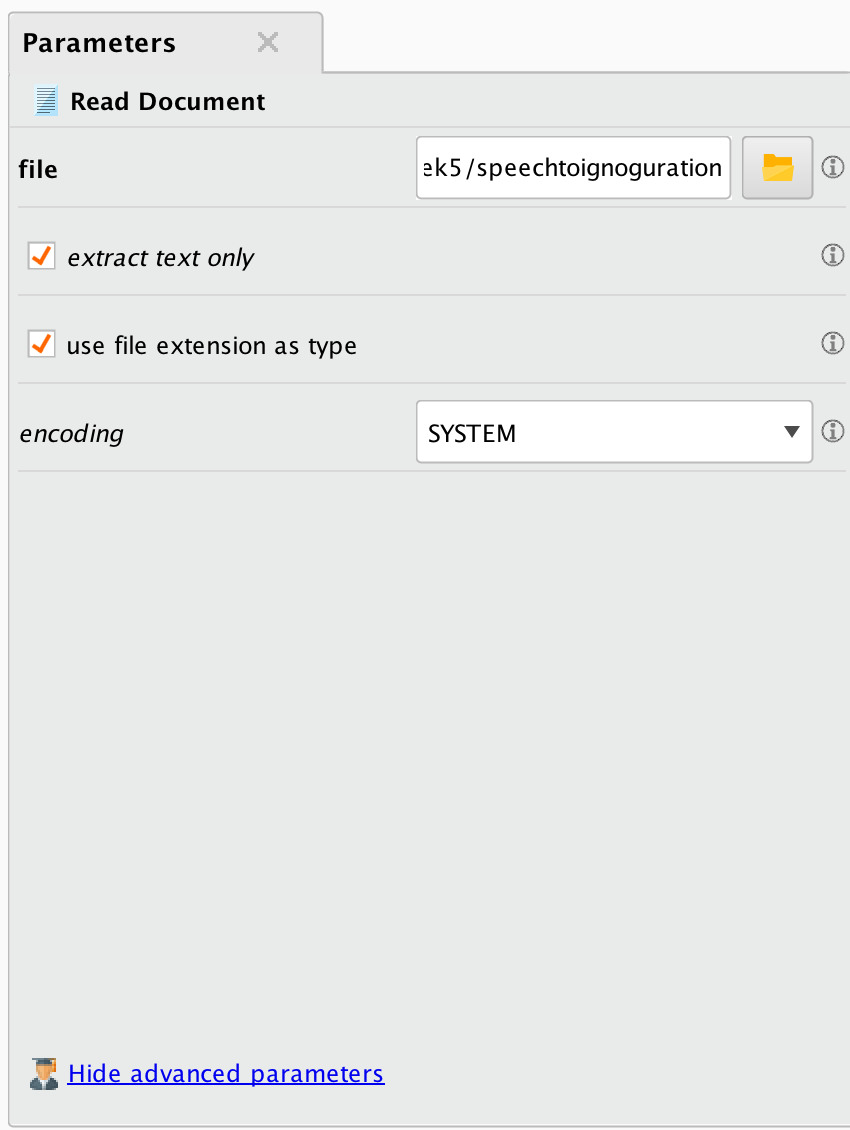 Parameters
Read Document
file ek5/speechtoignoguration
extract text only
use file extension as type
encoding SYSTEM
Hide advanced parameters